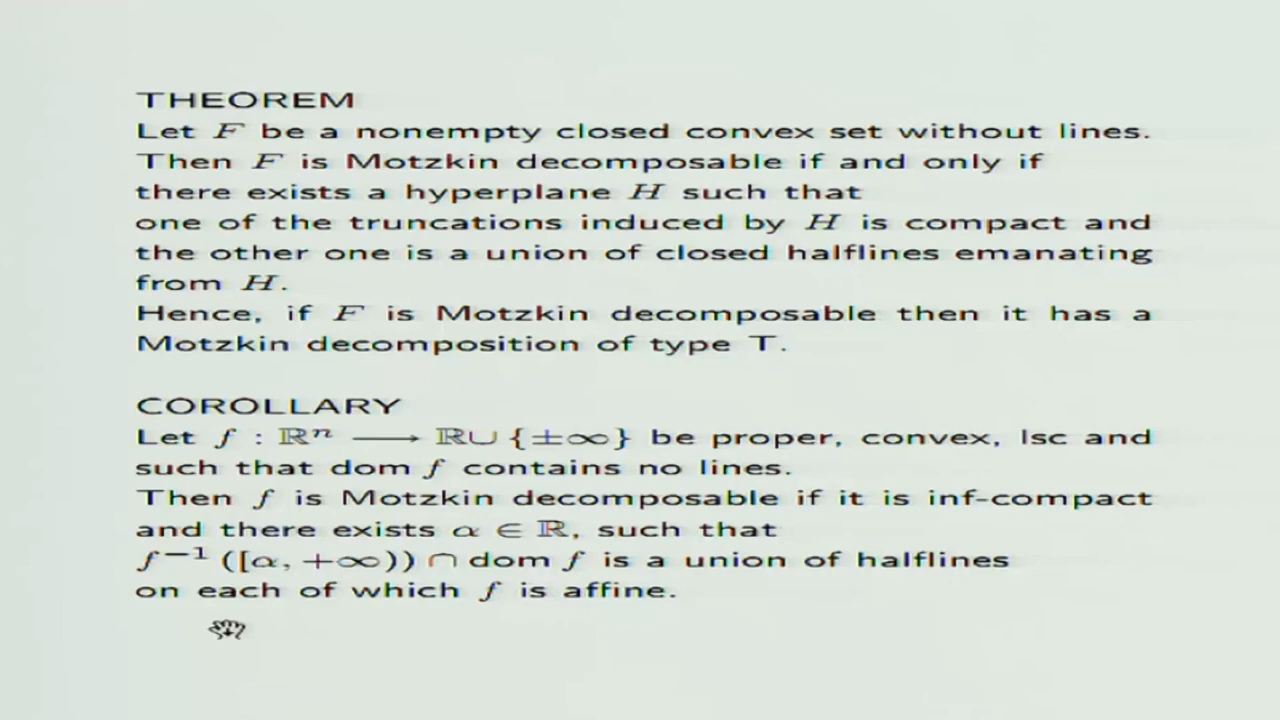 THEOREM
Let F be a nonempty closed convex set without lines.
Then F is Motzkin decomposable if and only if
there exists a hyperplane H such that
one of the truncations induced by H is compact and
the other one is a union of closed halflines emanating
from H.
Hence, if F is Motzkin decomposable then it has a
Motzkin decomposition of type T.
COROLLARY
Let f : ℝⁿ ⟶ ℝ∪ {±∞} be proper, convex, lsc and
such that dom f contains no lines.
Then f is Motzkin decomposable if it is inf-compact
and there exists α ∈ ℝ, such that
f⁻¹ ([α, +∞)) ∩ dom f is a union of halflines
on each of which f is affine.